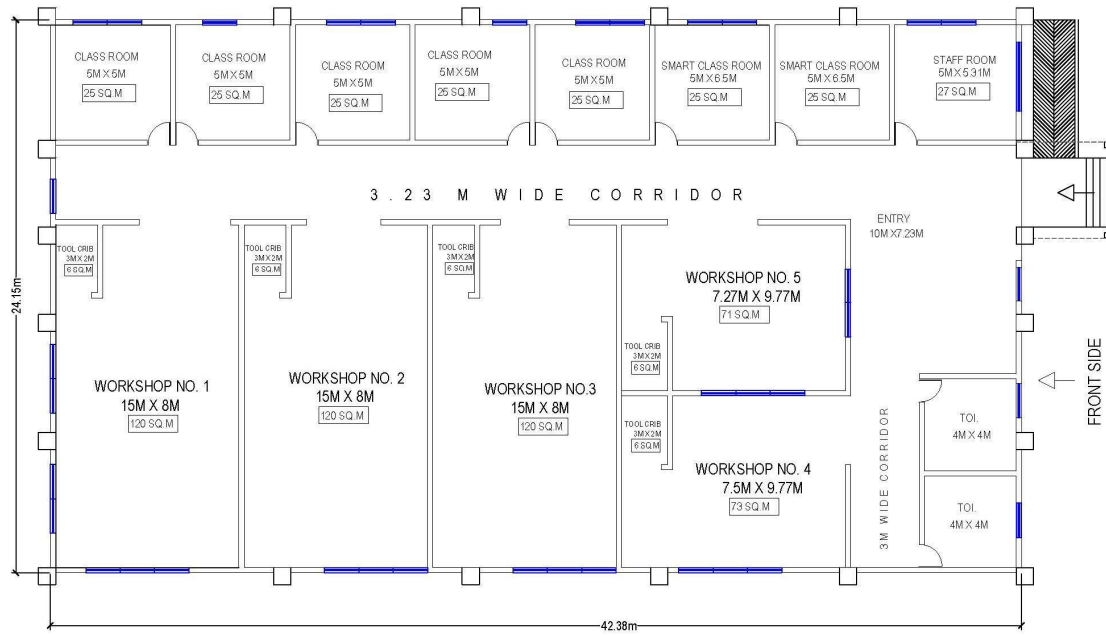 CLASS ROOM
5M X 5M
25 SQ.M
CLASS ROOM
5M X 5M
25 SQ.M
CLASS ROOM
5M X 5M
25 SQ.M
CLASS ROOM
5M X 5M
25 SQ.M
CLASS ROOM
5M X 5M
25 SQ.M
SMART CLASS ROOM
5M X 6.5M
25 SQ.M
SMART CLASS ROOM
5M X 6.5M
25 SQ.M
STAFF ROOM
5M X 5.31M
27 SQ.M
3.23 M WIDE CORRIDOR
ENTRY
10M X7.23M
TOOL CRIB
3M X 2M
6 SQ.M
TOOL CRIB
3M X 2M
6 SQ.M
TOOL CRIB
3M X 2M
6 SQ.M
WORKSHOP NO. 5
7.27M X 9.77M
71 SQ.M
TOOL CRIB
3M X 2M
6 SQ.M
WORKSHOP NO. 1
15M X 8M
120 SQ.M
WORKSHOP NO. 2
15M X 8M
120 SQ.M
WORKSHOP NO.3
15M X 8M
120 SQ.M
TOOL CRIB
3M X 2M
6 SQ.M
WORKSHOP NO. 4
7.5M X 9.77M
73 SQ.M
3M WIDE CORRIDOR
TOI.
4M X 4M
TOI.
4M X 4M
FRONT SIDE
24.15m
42.38m